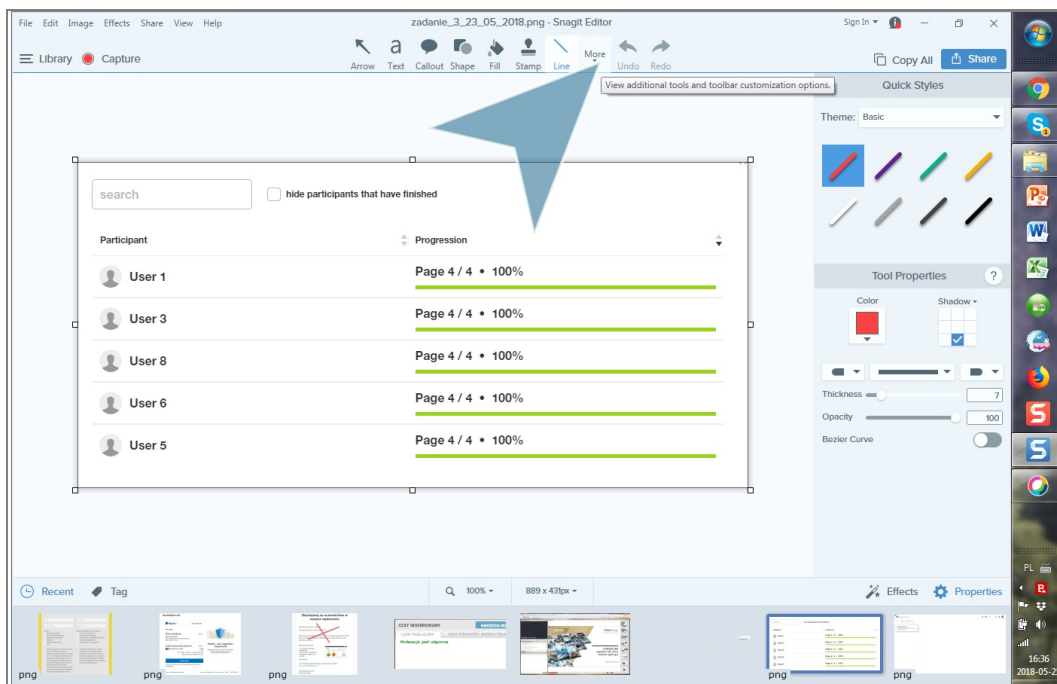 File Edit Image Effects Share View Help
zadanie_3_23_05_2018.png - Snagit Editor
Sign In
Library Capture
Arrow Text Callout Shape Fill Stamp Line More Undo Redo
Copy All Share
View additional tools and toolbar customization options.
Quick Styles
Theme: Basic
search
hide participants that have finished
Participant Progression
User 1 Page 4 / 4 • 100%
User 3 Page 4 / 4 • 100%
User 8 Page 4 / 4 • 100%
User 6 Page 4 / 4 • 100%
User 5 Page 4 / 4 • 100%
Tool Properties ?
Color Shadow
Thickness 7
Opacity 100
Bezier Curve
Recent Tag
100% 889 x 431px
Effects Properties
png png png png png
CZAT MODEROWANY
PL
16:36